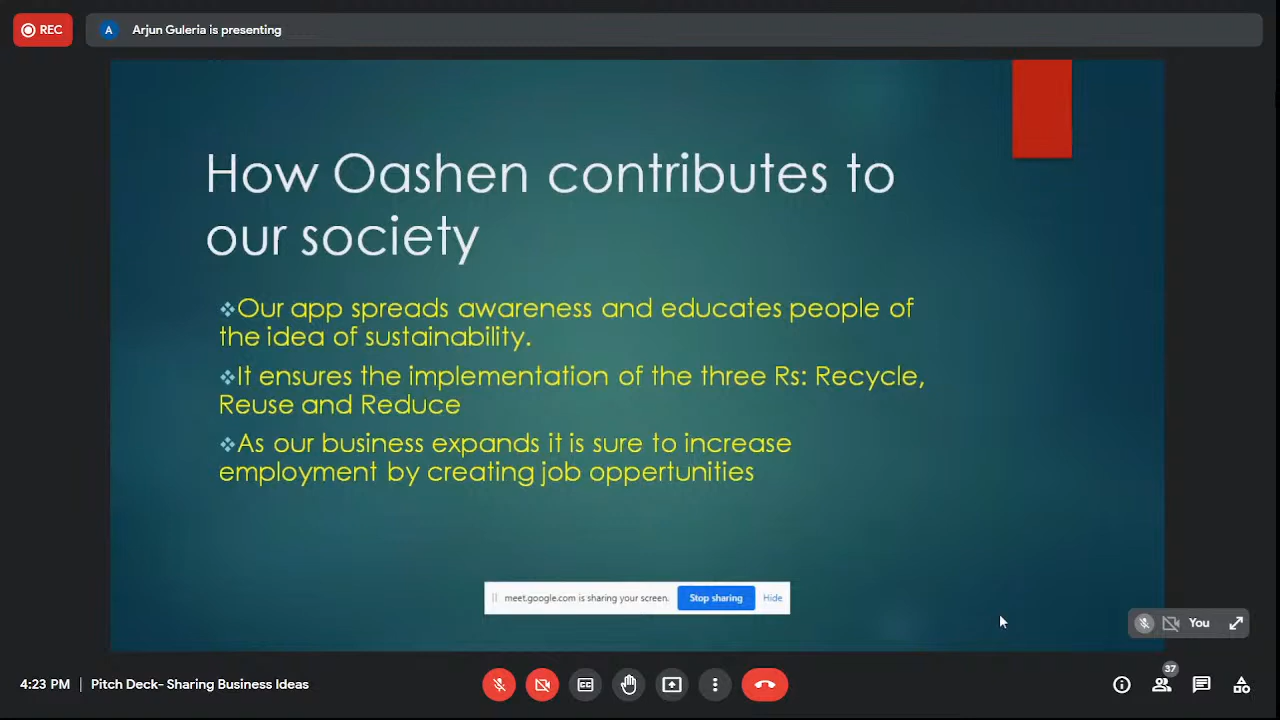 REC
A Arjun Guleria is presenting
How Oashen contributes to
our society
❖Our app spreads awareness and educates people of
the idea of sustainability.
❖It ensures the implementation of the three Rs: Recycle,
Reuse and Reduce
❖As our business expands it is sure to increase
employment by creating job oppertunities
meet.google.com is sharing your screen. Stop sharing Hide
You
4:23 PM | Pitch Deck- Sharing Business Ideas
CC
37